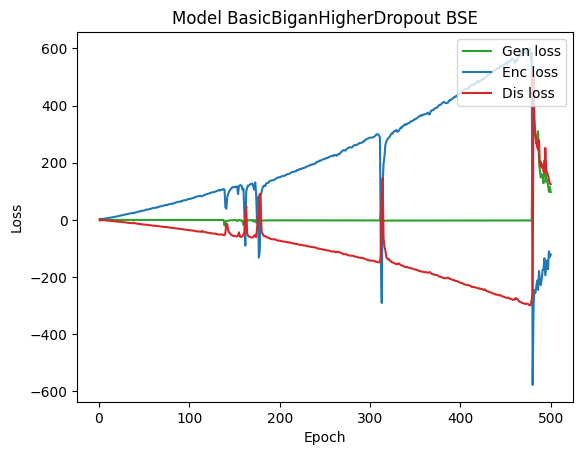 Model BasicBiganHigherDropout BSE
Gen loss
Enc loss
Dis loss
Loss
600
400
200
0
−200
−400
−600
0
100
200
300
400
500
Epoch